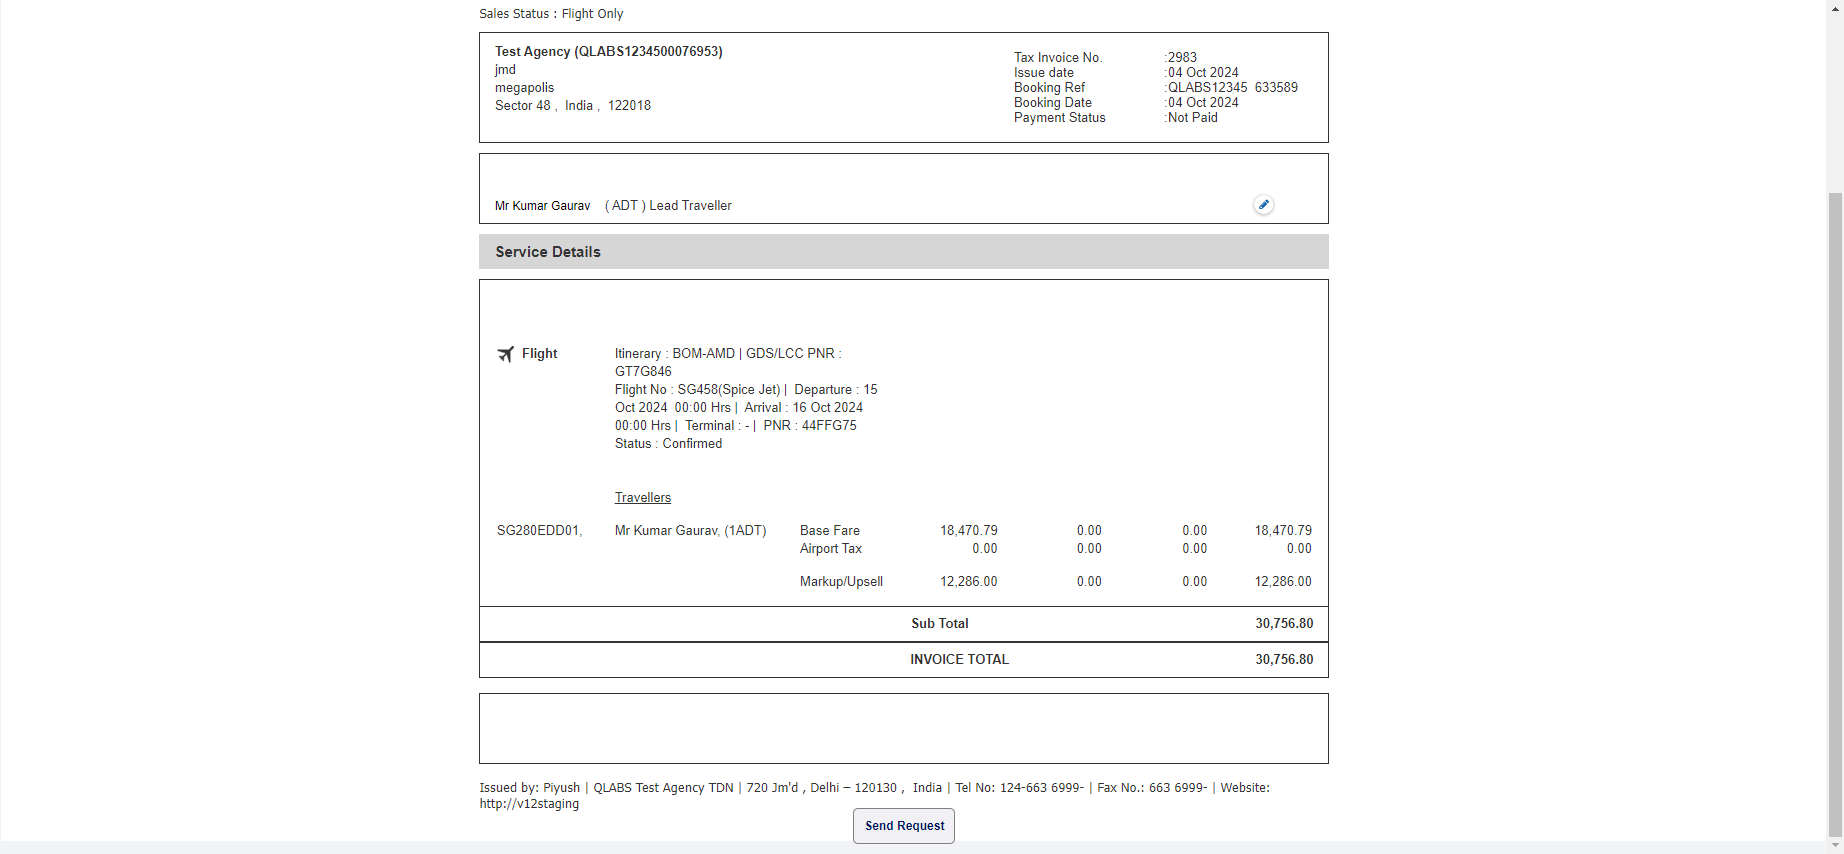 Sales Status : Flight Only
Test Agency (QLABS1234500076953)
jmd
megapolis
Sector 48 , India , 122018
Tax Invoice No. :2983
Issue date :04 Oct 2024
Booking Ref :QLABS12345 633589
Booking Date :04 Oct 2024
Payment Status :Not Paid
Mr Kumar Gaurav ( ADT ) Lead Traveller
Service Details
Flight
Itinerary : BOM-AMD | GDS/LCC PNR :
GT7G846
Flight No : SG458(Spice Jet) | Departure : 15
Oct 2024 00:00 Hrs | Arrival : 16 Oct 2024
00:00 Hrs | Terminal : - | PNR : 44FFG75
Status : Confirmed
Travellers
SG280EDD01, Mr Kumar Gaurav, (1ADT) Base Fare 18,470.79 0.00 0.00 18,470.79
Airport Tax 0.00 0.00 0.00 0.00
Markup/Upsell 12,286.00 0.00 0.00 12,286.00
Sub Total 30,756.80
INVOICE TOTAL 30,756.80
Issued by: Piyush | QLABS Test Agency TDN | 720 Jm'd , Delhi – 120130 , India | Tel No: 124-663 6999- | Fax No.: 663 6999- | Website:
http://v12staging
Send Request